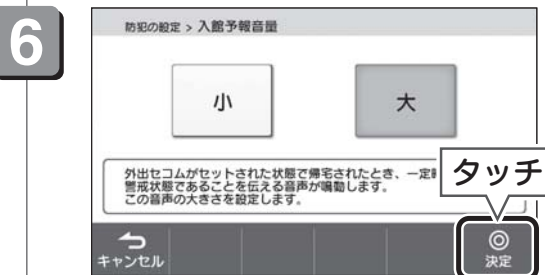 6
防犯の設定 > 入館予報音量
小
大
外出セコムがセットされた状態で帰宅されたとき、一定
警戒状態であることを伝える音声が鳴動します。
この音声の大きさを設定します。
タッチ
キャンセル
決定